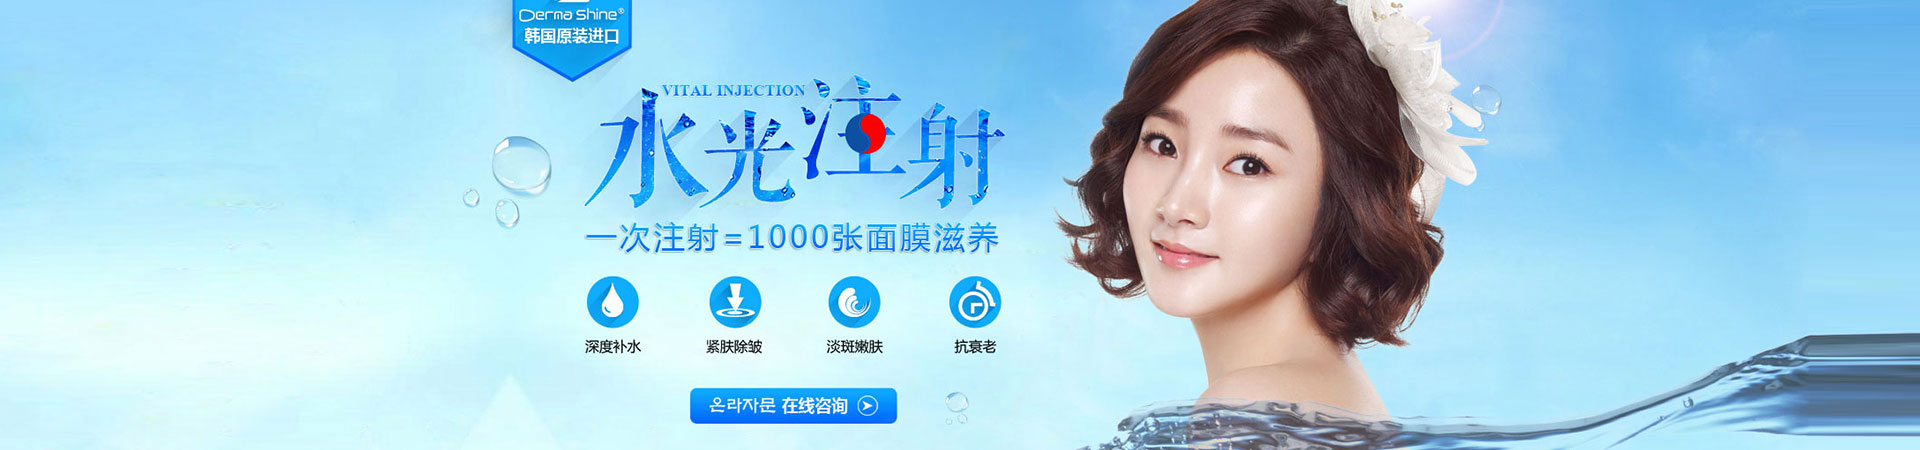 Derma Shine®
韩国原装进口
VITAL INJECTION
水光注射
一次注射=1000张面膜滋养
深度补水
紧肤除皱
淡斑嫩肤
抗衰老
온라자문 在线咨询